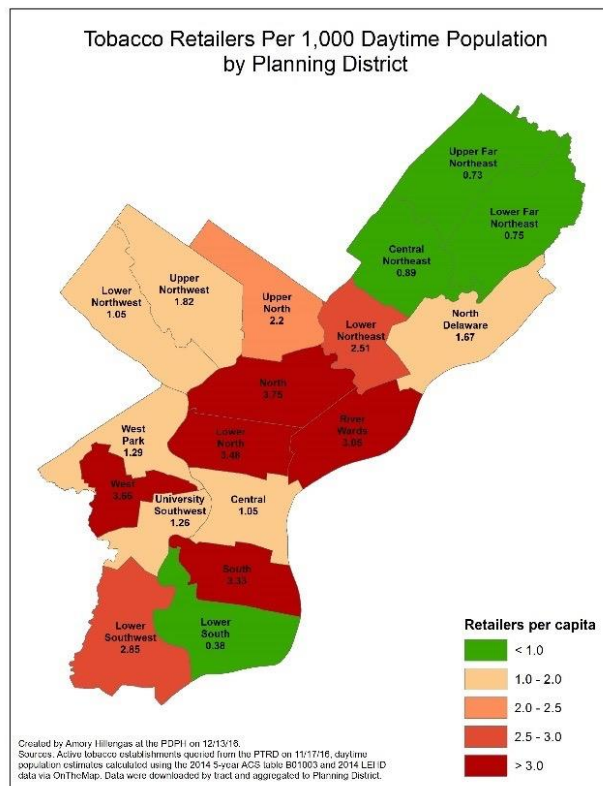 Tobacco Retailers Per 1,000 Daytime Population
by Planning District
Upper Far
Northeast
0.73
Lower Far
Northeast
0.75
Central
Northeast
0.89
Upper
Northwest
1.82
Lower
Northwest
1.05
Upper
North
2.2
Lower
Northeast
2.51
North
Delaware
1.67
North
3.75
River
Wards
Lower
North
3.48
West
Park
1.29
West
University
Southwest
1.26
Central
1.05
South
3.33
Lower
Southwest
2.85
Lower
South
0.38
Retailers per capita
< 1.0
1.0 - 2.0
2.0 - 2.5
2.5 - 3.0
> 3.0
Created by Amory Hillengas at the PDPH on 12/13/16.
Sources: Active tobacco establishments queried from the PTRD on 11/17/16, daytime
population estimates calculated using the 2014 5-year ACS table B01003 and 2014 LEHD
data via OnTheMap. Data were downloaded by tract and aggregated to Planning District.